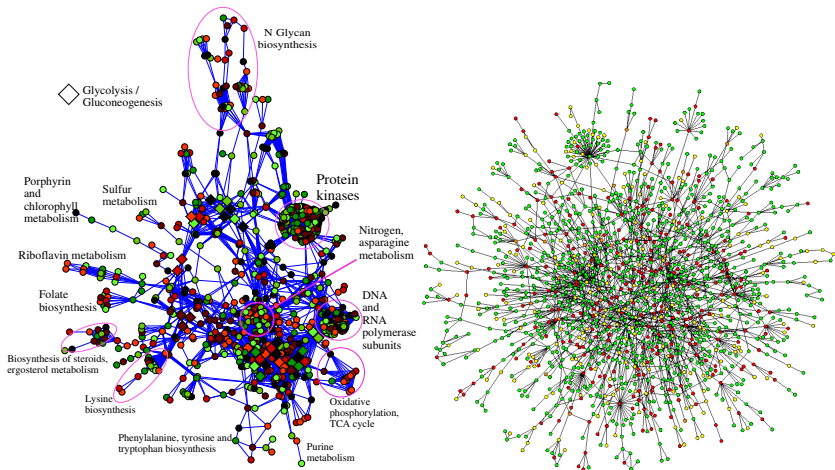 N Glycan
biosynthesis
Glycolysis /
Gluconeogenesis
Protein
kinases
Porphyrin
and
chlorophyll
metabolism
Sulfur
metabolism
Nitrogen,
asparagine
metabolism
Riboflavin metabolism
Folate
biosynthesis
DNA
and
RNA
polymerase
subunits
Biosynthesis of steroids,
ergosterol metabolism
Lysine
biosynthesis
Oxidative
phosphorylation,
TCA cycle
Phenylalanine, tyrosine and
tryptophan biosynthesis
Purine
metabolism